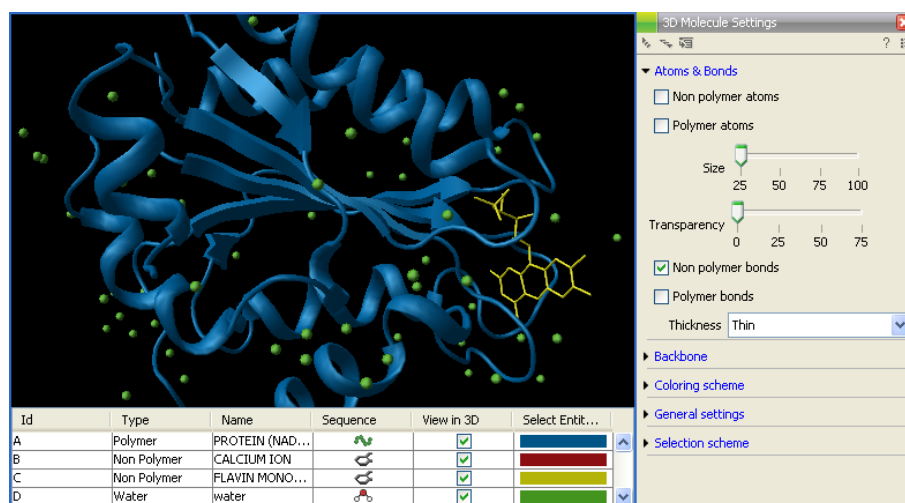 3D Molecule Settings
?
Atoms & Bonds
Non polymer atoms
Polymer atoms
Size
25 50 75 100
Transparency
0 25 50 75
Non polymer bonds
Polymer bonds
Thickness Thin
Backbone
Coloring scheme
General settings
Selection scheme
Id Type Name Sequence View in 3D Select Entit...
A Polymer PROTEIN (NAD...
B Non Polymer CALCIUM ION
C Non Polymer FLAVIN MONO...
D Water water